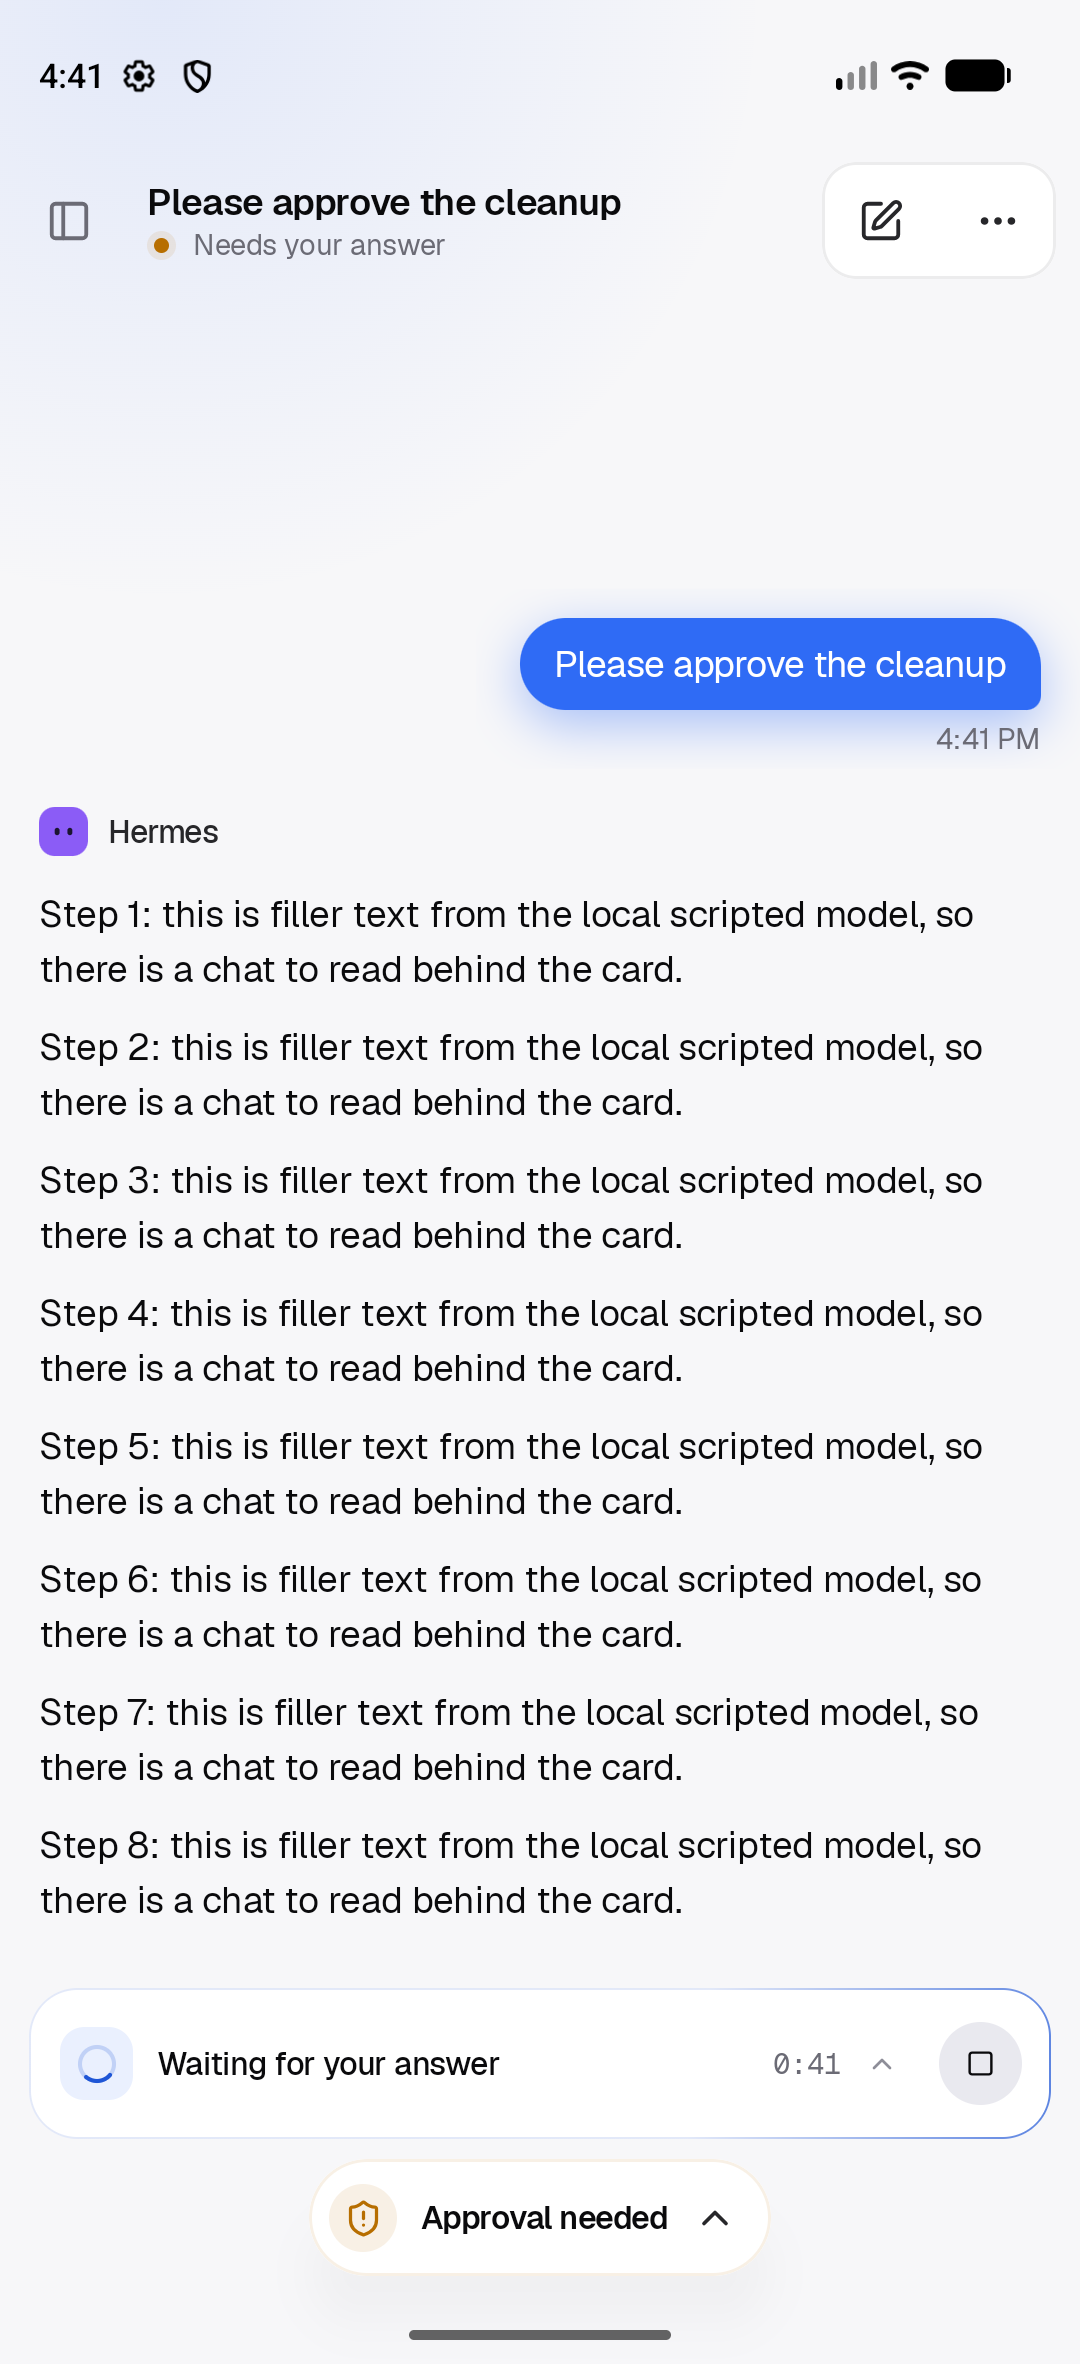 4:41
Please approve the cleanup
Needs your answer
Please approve the cleanup
4:41 PM
Hermes
Step 1: this is filler text from the local scripted model, so
there is a chat to read behind the card.
Step 2: this is filler text from the local scripted model, so
there is a chat to read behind the card.
Step 3: this is filler text from the local scripted model, so
there is a chat to read behind the card.
Step 4: this is filler text from the local scripted model, so
there is a chat to read behind the card.
Step 5: this is filler text from the local scripted model, so
there is a chat to read behind the card.
Step 6: this is filler text from the local scripted model, so
there is a chat to read behind the card.
Step 7: this is filler text from the local scripted model, so
there is a chat to read behind the card.
Step 8: this is filler text from the local scripted model, so
there is a chat to read behind the card.
Waiting for your answer 0:41
Approval needed